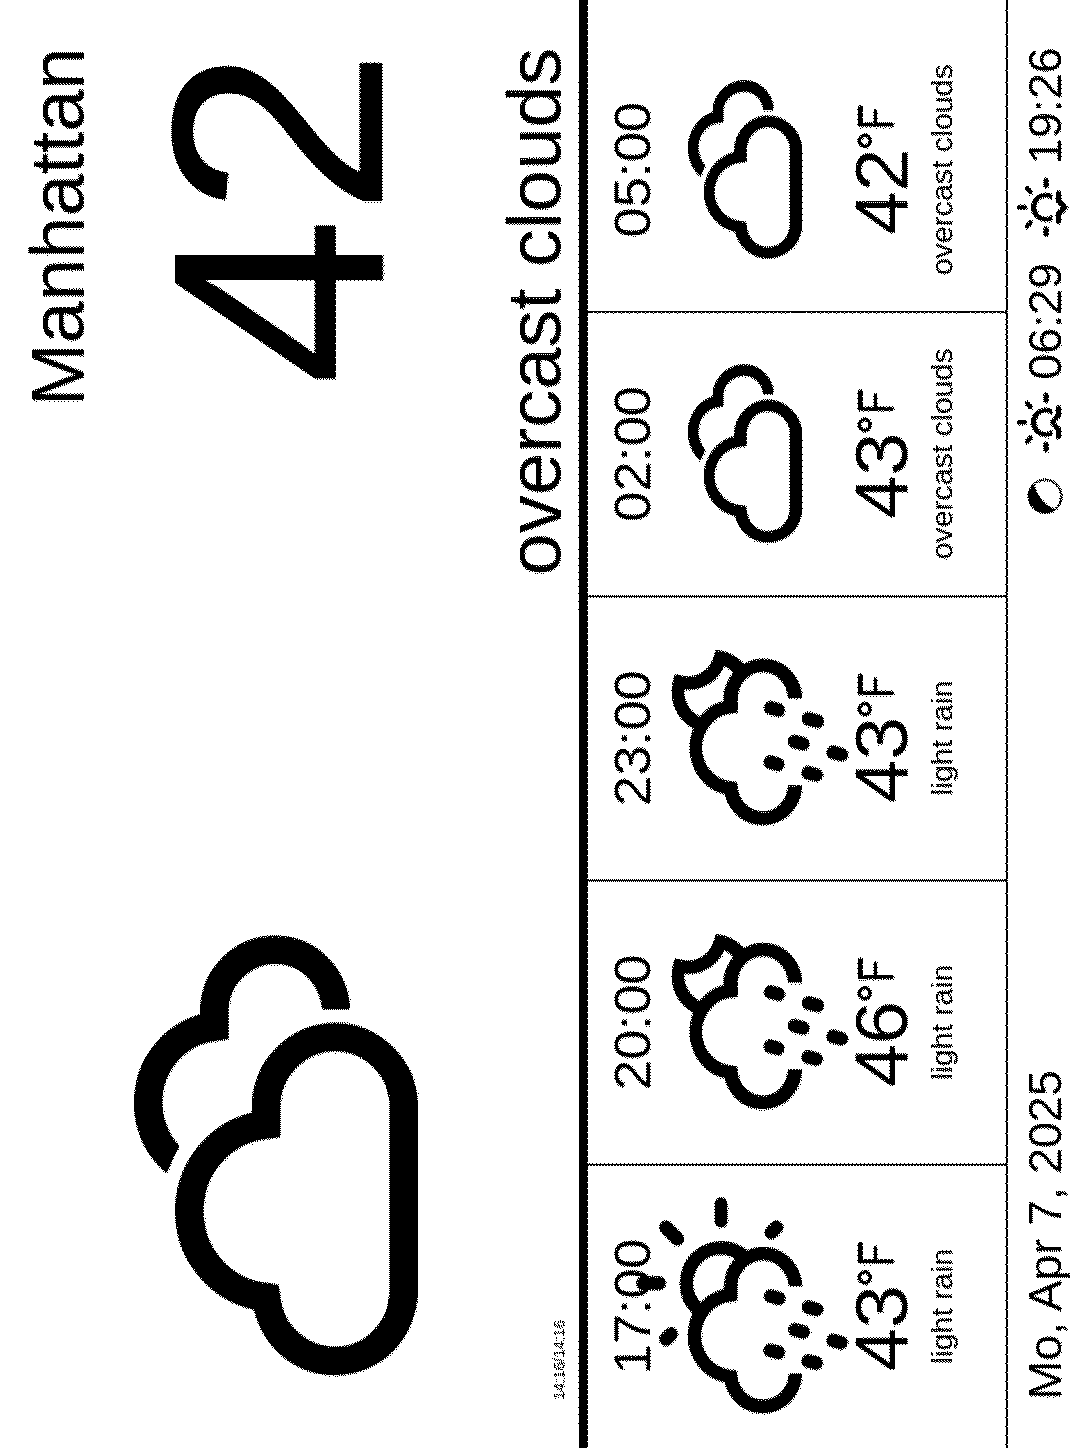 Manhattan
42
overcast clouds
14:16/14:16
17:00 20:00 23:00 02:00 05:00
43°F 46°F 43°F 43°F 42°F
light rain light rain light rain overcast clouds overcast clouds
Mo, Apr 7, 2025 06:29 19:26